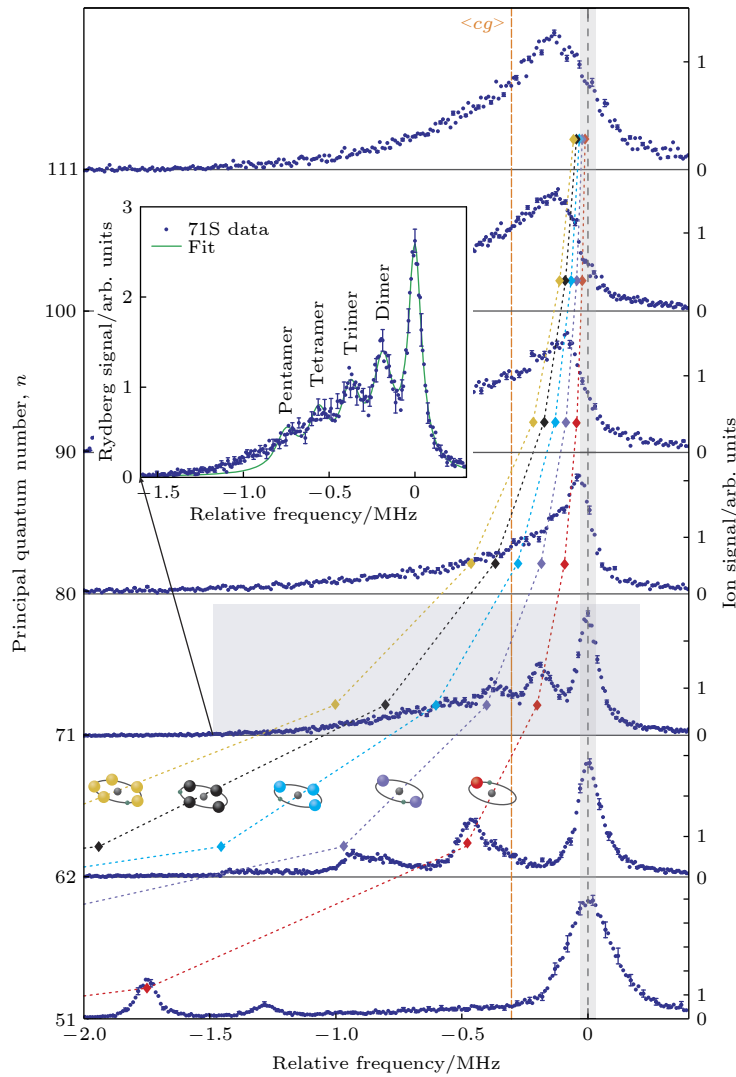 <cg>
111
100
90
80
71
62
51
1
0
1
0
1
0
1
0
1
0
1
0
1
0
Principal quantum number, n
Ion signal/arb. units
−2.0
−1.5
−1.0
−0.5
0
Relative frequency/MHz
3
2
1
0
Rydberg signal/arb. units
71S data
Fit
Pentamer
Tetramer
Trimer
Dimer
−1.5
−1.0
−0.5
0
Relative frequency/MHz